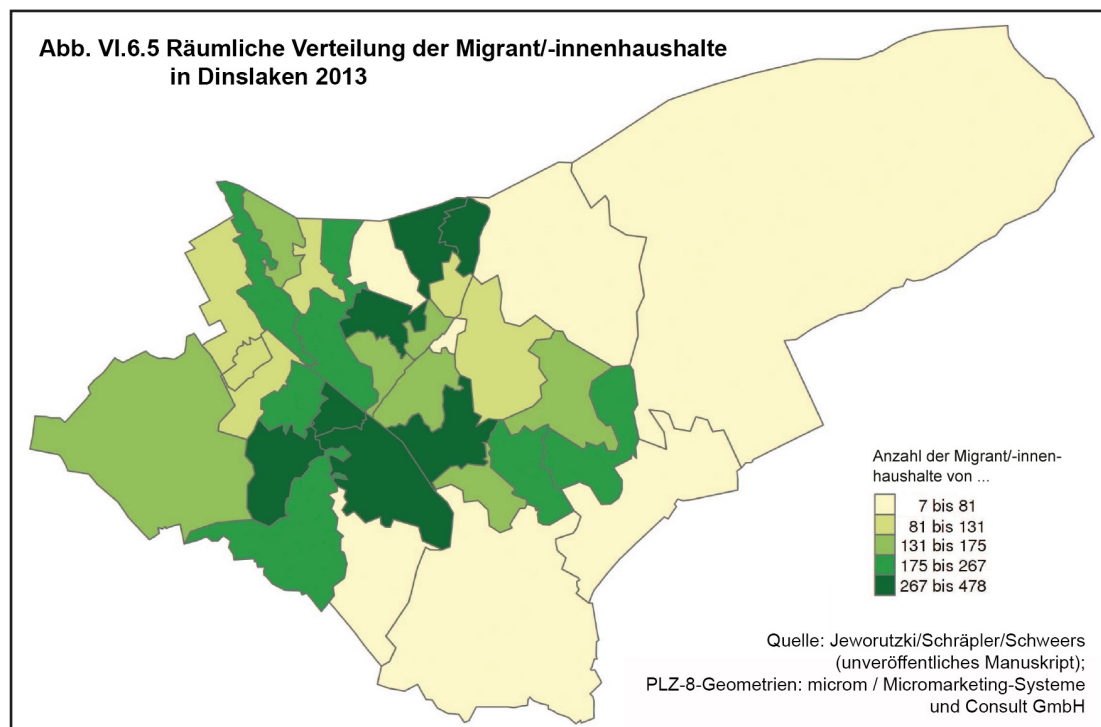 Abb. VI.6.5 Räumliche Verteilung der Migrant/-innenhaushalte
in Dinslaken 2013
Anzahl der Migrant/-innen-
haushalte von ...
7 bis 81
81 bis 131
131 bis 175
175 bis 267
267 bis 478
Quelle: Jeworutzki/Schräpler/Schweers
(unveröffentliches Manuskript);
PLZ-8-Geometrien: microm / Micromarketing-Systeme
und Consult GmbH